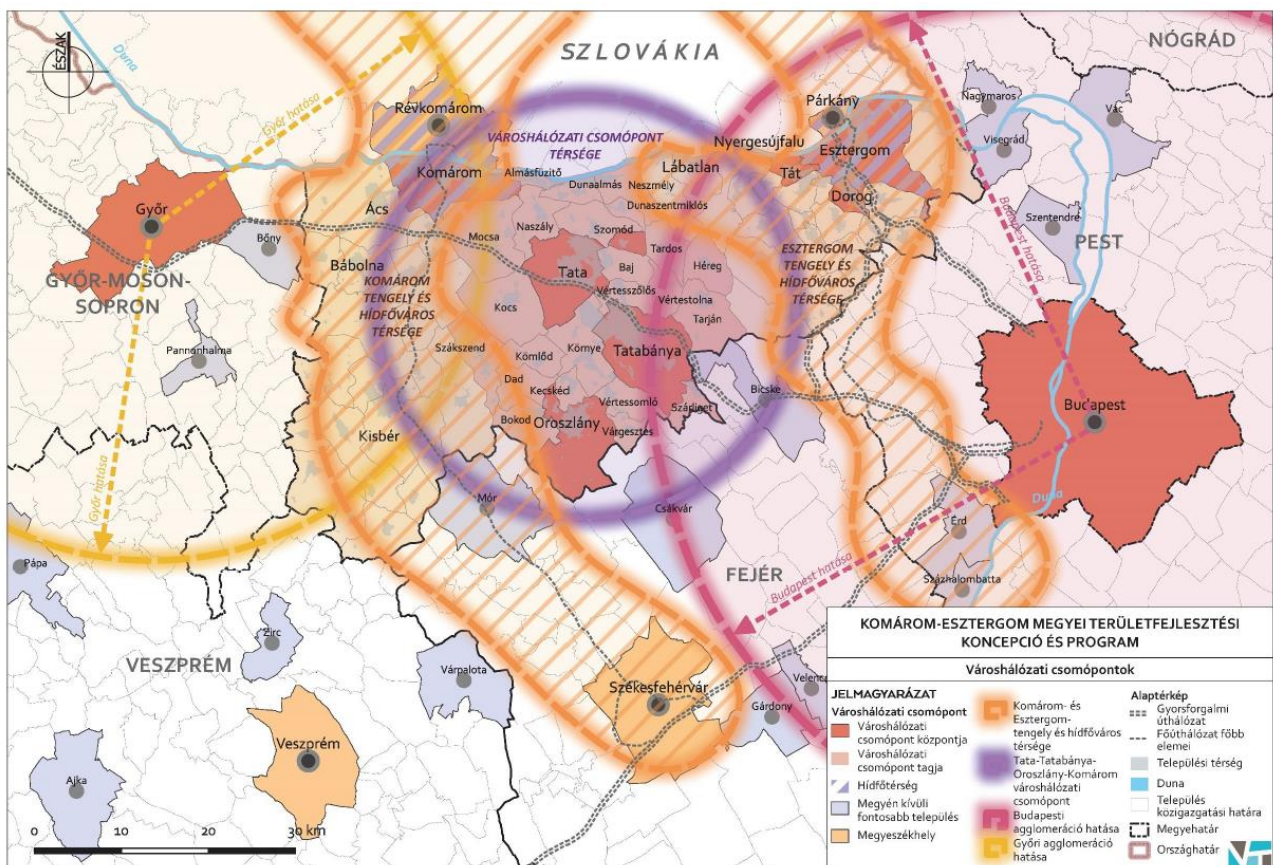 ÉSZAK
Duna
SZLOVÁKIA
NÓGRÁD
Győr hatása
Révkomárom
Párkány
Nagymaros
Vác
Visegrád
VÁROSHÁLÓZATI CSOMÓPONT
TÉRSÉGE
Nyergesújfalu
Esztergom
Lábatlan
Komárom
Almásfüzitő
Dunaalmás
Neszmély
Tát
Dorog
Győr
Ács
Dunaszentmiklós
Szentendre
Bőny
Mocsa
Naszály
Szomód
Tardos
PEST
GYŐR-MOSON-
SOPRON
Bábolna
KOMÁROM
TENGELY ÉS
HÍDFŐVÁROS
TÉRSÉGE
Tata
Baj
Héreg
ESZTERGOM
TENGELY ÉS
HÍDFŐVÁROS
TÉRSÉGE
Budapest hatása
Vértesszőlős
Vértestolna
Kocs
Tarján
Pannonhalma
Szákszend
Kömlőd
Környe
Tatabánya
Dad
Kecskéd
Vértessomló
Szárliget
Bicske
Budapest
Bokod
Oroszlány
Várgesztes
Kisbér
Győr hatása
Mór
Csákvár
Duna
Érd
Pápa
FEJÉR
Budapest hatása
Százhalombatta
Zirc
VESZPRÉM
Várpalota
Székesfehérvár
Velence
Gárdony
Veszprém
Ajka
0 10 20 30 km
KOMÁROM-ESZTERGOM MEGYEI TERÜLETFEJLESZTÉSI
KONCEPCIÓ ÉS PROGRAM
Városhálózati csomópontok
JELMAGYARÁZAT
Városhálózati csomópont
Városhálózati
csomópont központja
Városhálózati
csomópont tagja
Hídfőtérség
Megyén kívüli
fontosabb település
Megyeszékhely
Komárom- és
Esztergom-
tengely és hídfőváros
térsége
Tata-Tatabánya-
Oroszlány-Komárom
városhálózati
csomópont
Budapesti
agglomeráció hatása
Győri agglomeráció
hatása
Alaptérkép
Gyorsforgalmi
úthálózat
Főúthálózat főbb
elemei
Települési térség
Duna
Település
közigazgatási határa
Megyehatár
Országhatár